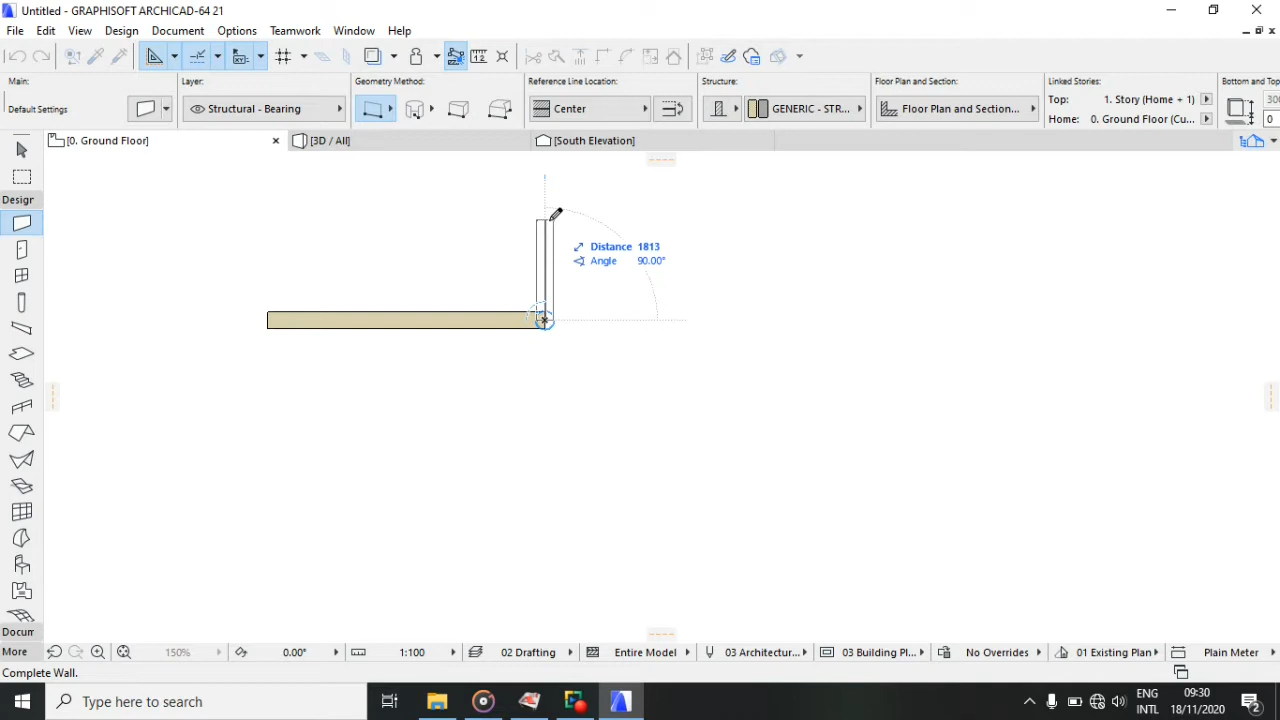 Untitled - GRAPHISOFT ARCHICAD-64 21
File Edit View Design Document Options Teamwork Window Help
Main:
Layer:
Geometry Method:
Reference Line Location:
Structure:
Floor Plan and Section:
Linked Stories:
Bottom and Top
Default Settings
Structural - Bearing
Center
GENERIC - STR...
Floor Plan and Section...
Top: 1. Story (Home + 1)
Home: 0. Ground Floor (Cu...
300
0
[0. Ground Floor]
[3D / All]
[South Elevation]
Design
Distance 1813
Angle 90.00°
Docum
More
150%
0.00°
1:100
02 Drafting
Entire Model
03 Architectur...
03 Building Pl...
No Overrides
01 Existing Plan
Plain Meter
Complete Wall.
Type here to search
ENG
INTL
09:30
18/11/2020
2